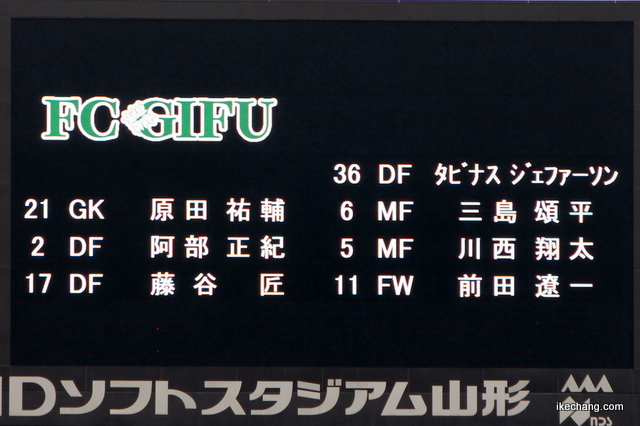 FC GIFU
36 DF タビナス ジェファーソン
21 GK 原田 祐輔
6 MF 三島 頌平
2 DF 阿部 正紀
5 MF 川西 翔太
17 DF 藤谷 匠
11 FW 前田 遼一
NDソフトスタジアム山形
nds
ikechang.com